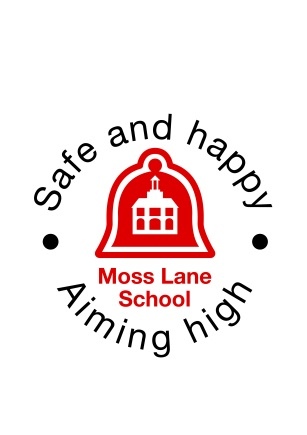 Safe and happy
Moss Lane
School
Aiming high